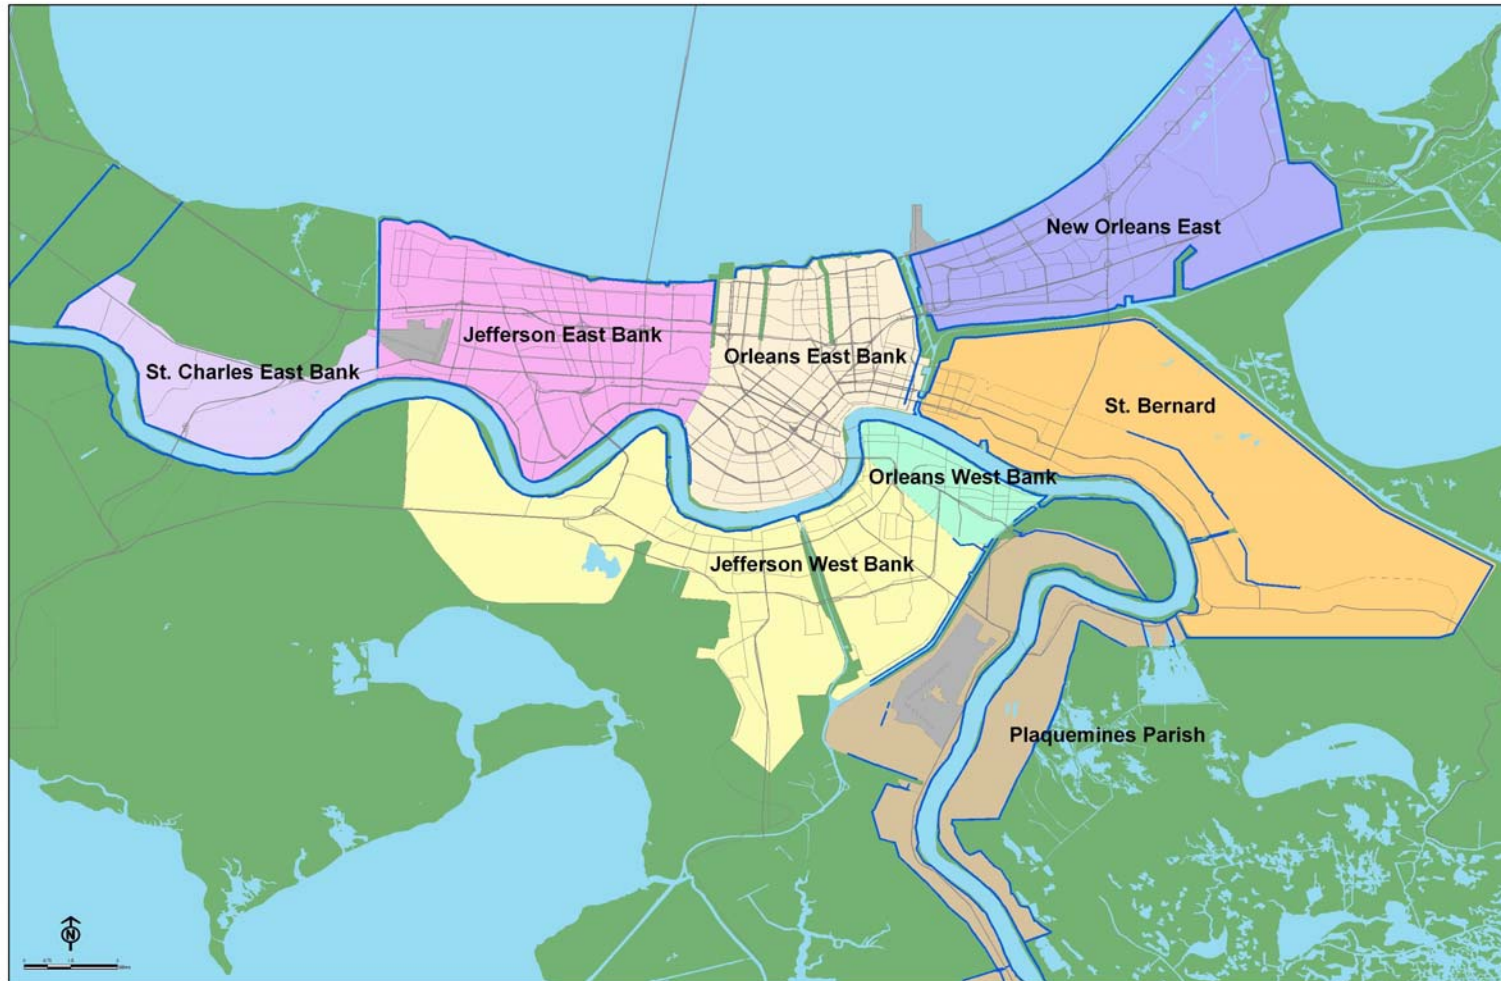 New Orleans East
Jefferson East Bank
Orleans East Bank
St. Charles East Bank
St. Bernard
Orleans West Bank
Jefferson West Bank
Plaquemines Parish
N